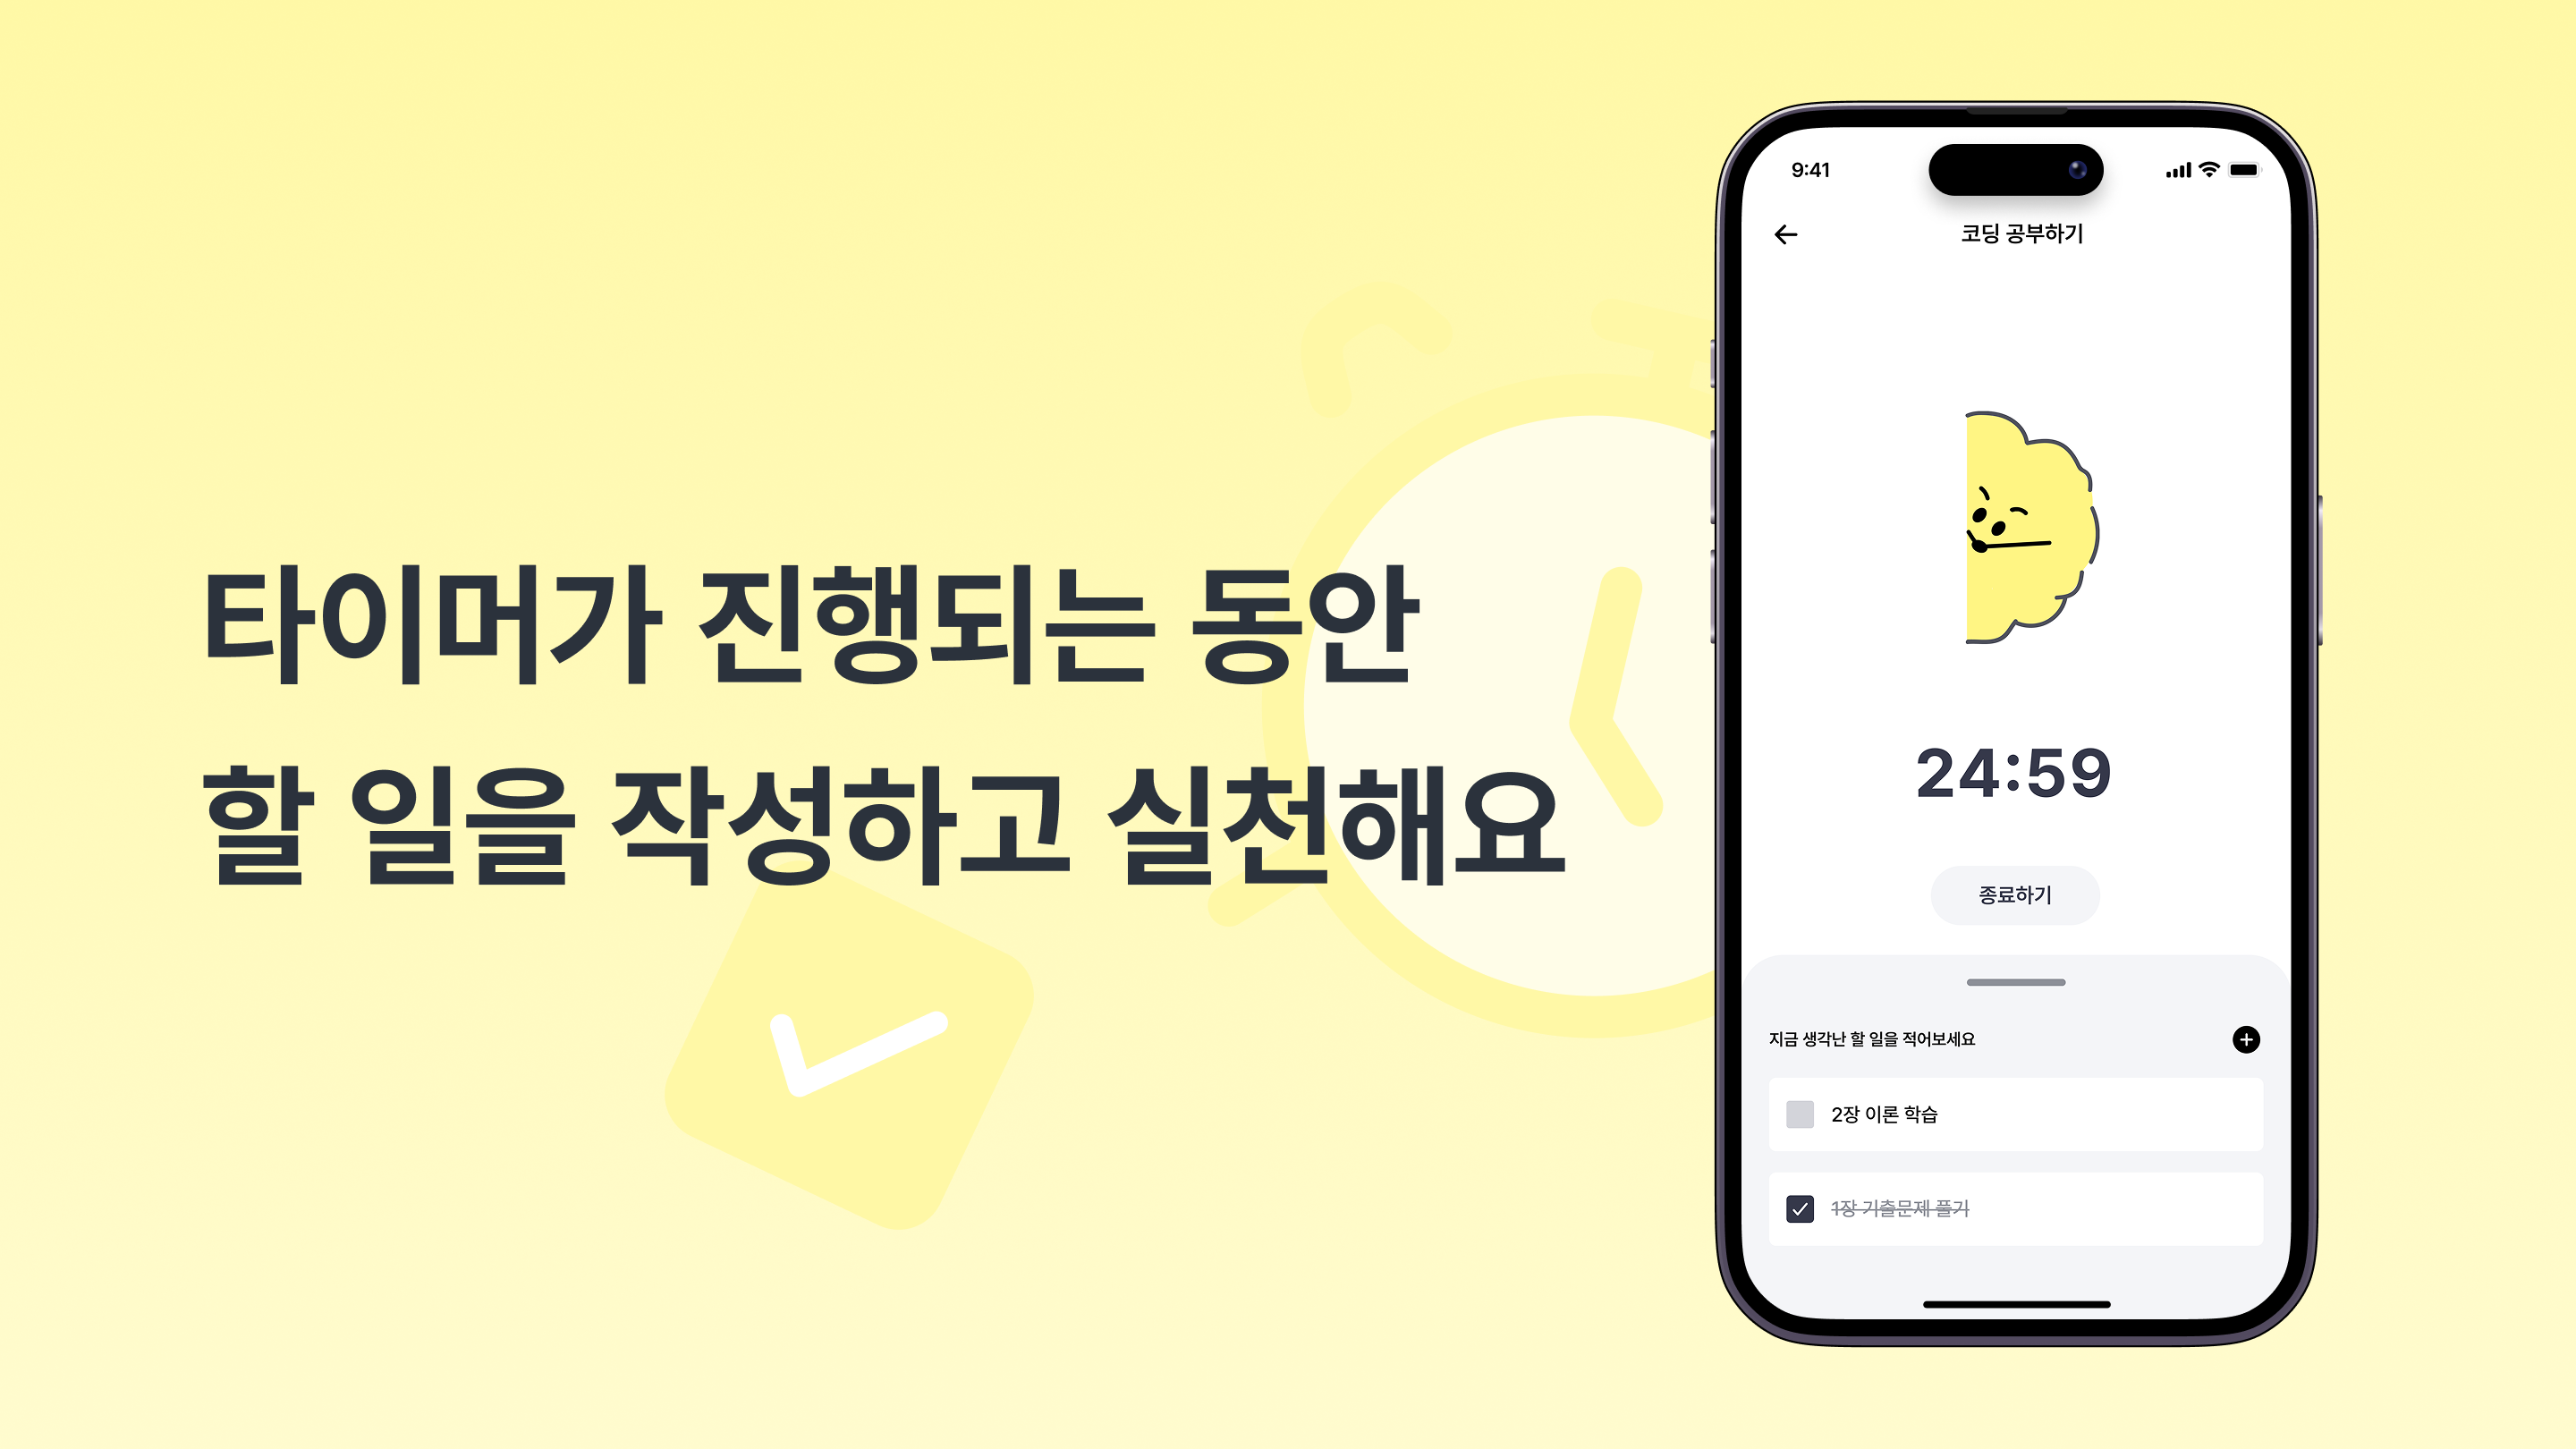 타이머가 진행되는 동안
할 일을 작성하고 실천해요
9:41
코딩 공부하기
24:59
종료하기
지금 생각난 할 일을 적어보세요
2장 이론 학습
1장 기출문제 풀기